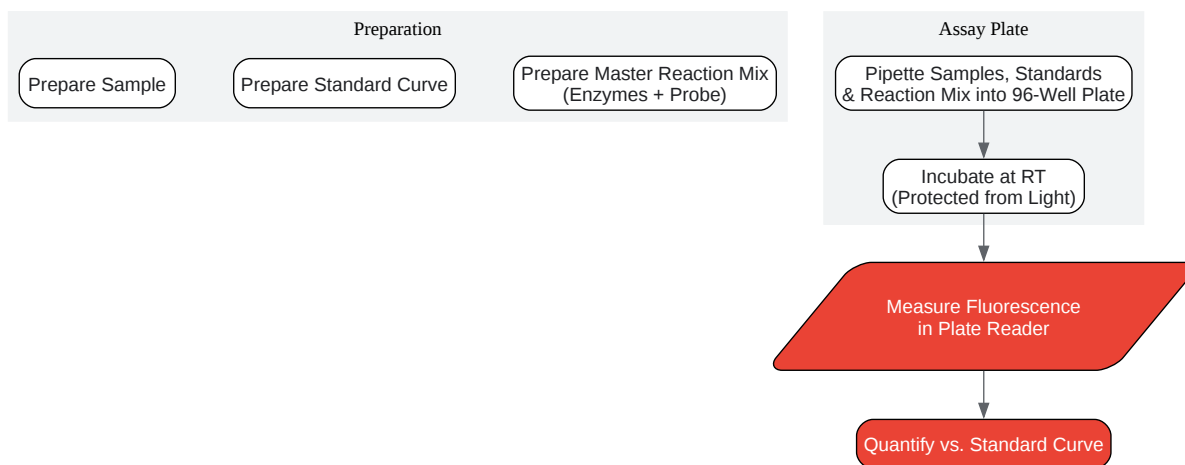 Preparation
Prepare Sample
Prepare Standard Curve
Prepare Master Reaction Mix
(Enzymes + Probe)
Assay Plate
Pipette Samples, Standards
& Reaction Mix into 96-Well Plate
Incubate at RT
(Protected from Light)
Measure Fluorescence
in Plate Reader
Quantify vs. Standard Curve